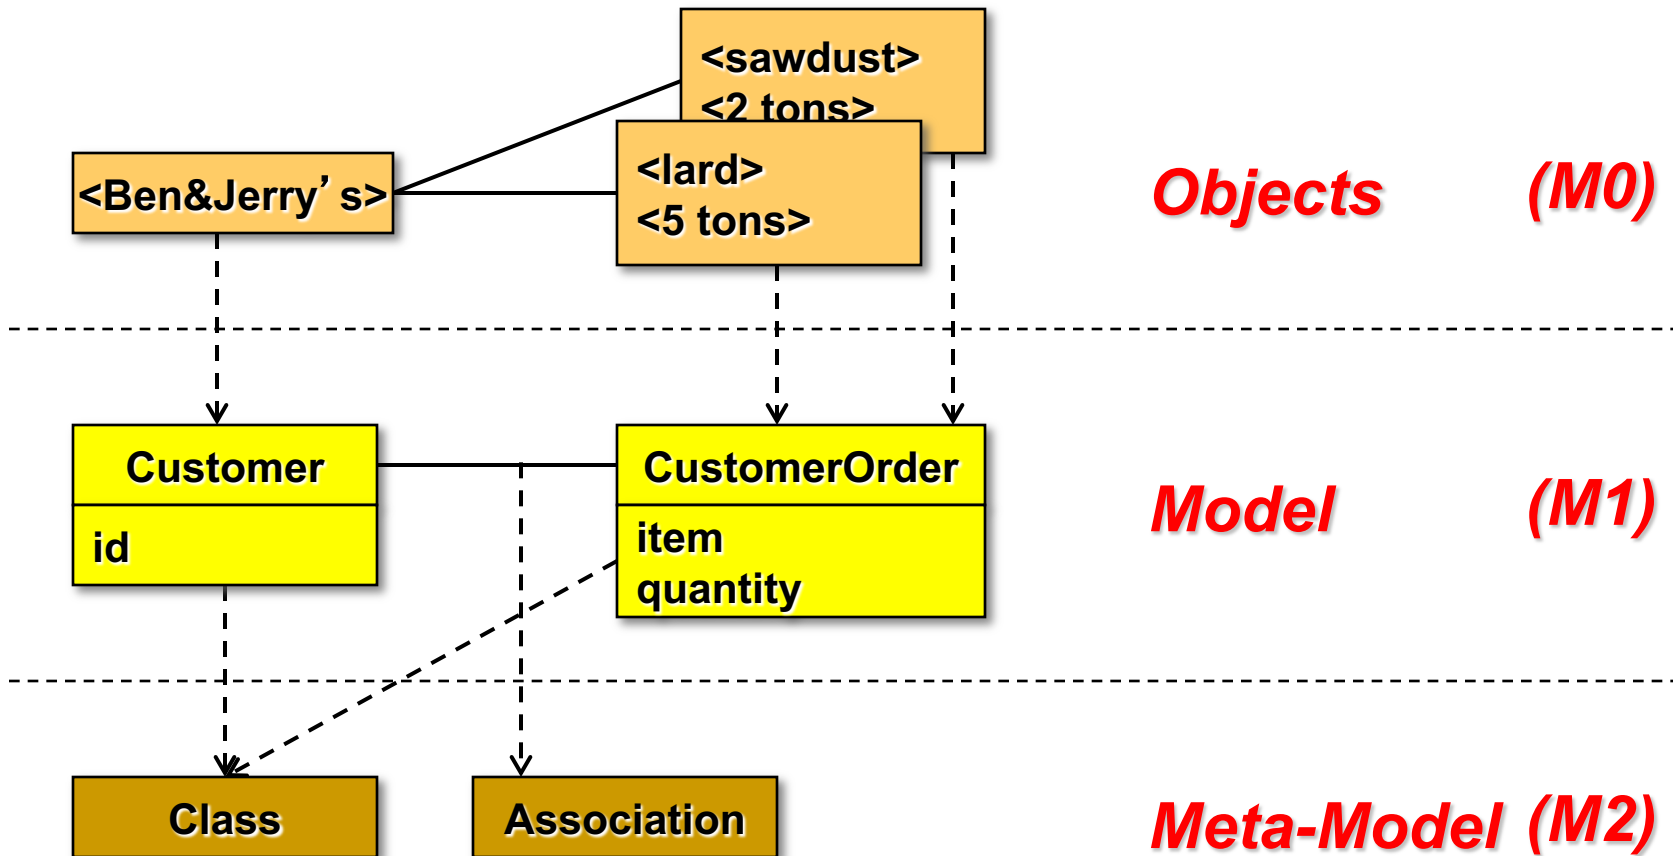 <sawdust>
<2 tons>
<Ben&Jerry’s>
<lard>
<5 tons>
Objects (M0)
Customer
id
CustomerOrder
item
quantity
Model (M1)
Class
Association
Meta-Model (M2)